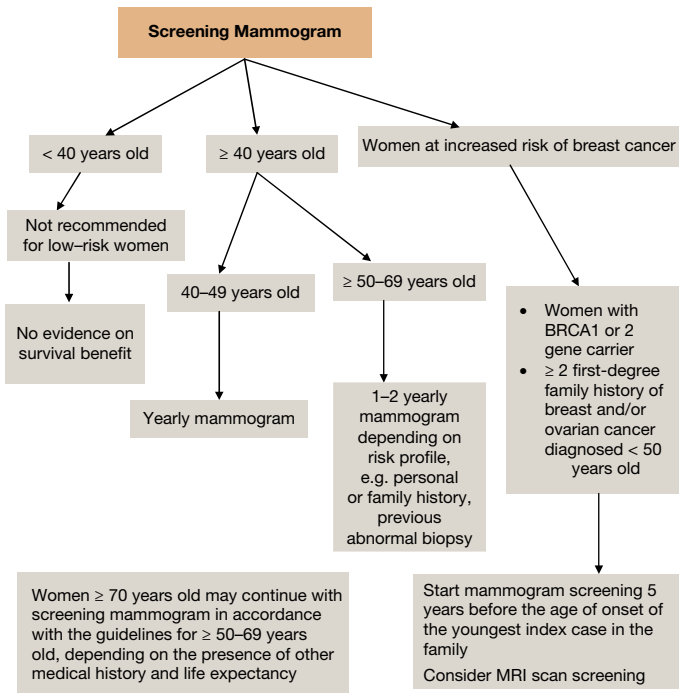 Screening Mammogram
< 40 years old
≥ 40 years old
Women at increased risk of breast cancer
Not recommended
for low–risk women
No evidence on
survival benefit
40–49 years old
≥ 50–69 years old
Yearly mammogram
1–2 yearly
mammogram
depending on
risk profile,
e.g. personal
or family history,
previous
abnormal biopsy
• Women with
BRCA1 or 2
gene carrier
• ≥ 2 first-degree
family history of
breast and/or
ovarian cancer
diagnosed < 50
years old
Women ≥ 70 years old may continue with
screening mammogram in accordance
with the guidelines for ≥ 50–69 years
old, depending on the presence of other
medical history and life expectancy
Start mammogram screening 5
years before the age of onset of
the youngest index case in the
family
Consider MRI scan screening